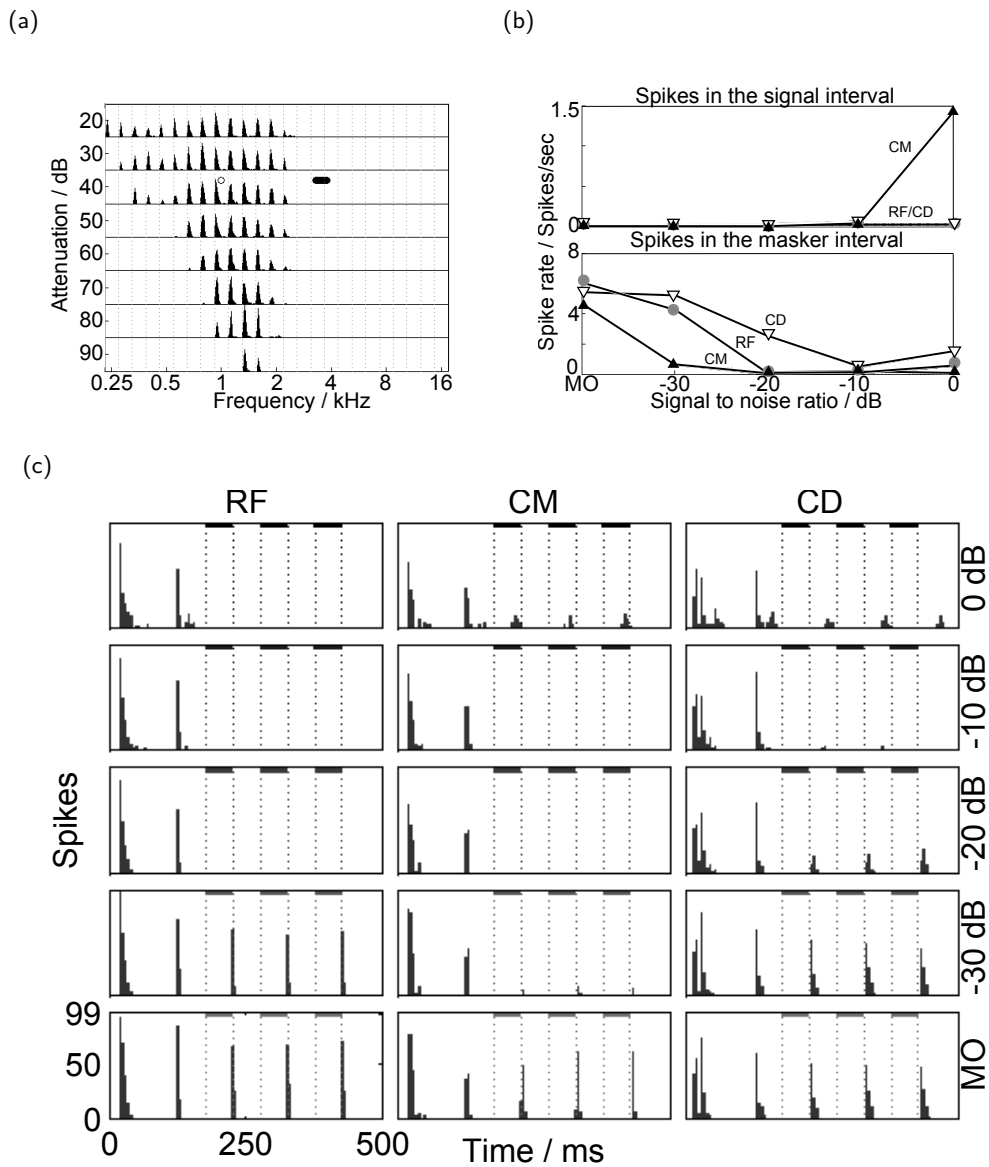 (a)
(b)
20
30
40
50
60
70
80
90
Attenuation / dB
0.25 0.5 1 2 4 8 16
Frequency / kHz
Spikes in the signal interval
1.5
0
CM
RF/CD
Spikes in the masker interval
8
4
0
CD
RF
CM
Spike rate / Spikes/sec
MO -30 -20 -10 0
Signal to noise ratio / dB
(c)
RF CM CD
0 dB
-10 dB
-20 dB
-30 dB
MO
Spikes
99
50
0
0 250 500
Time / ms